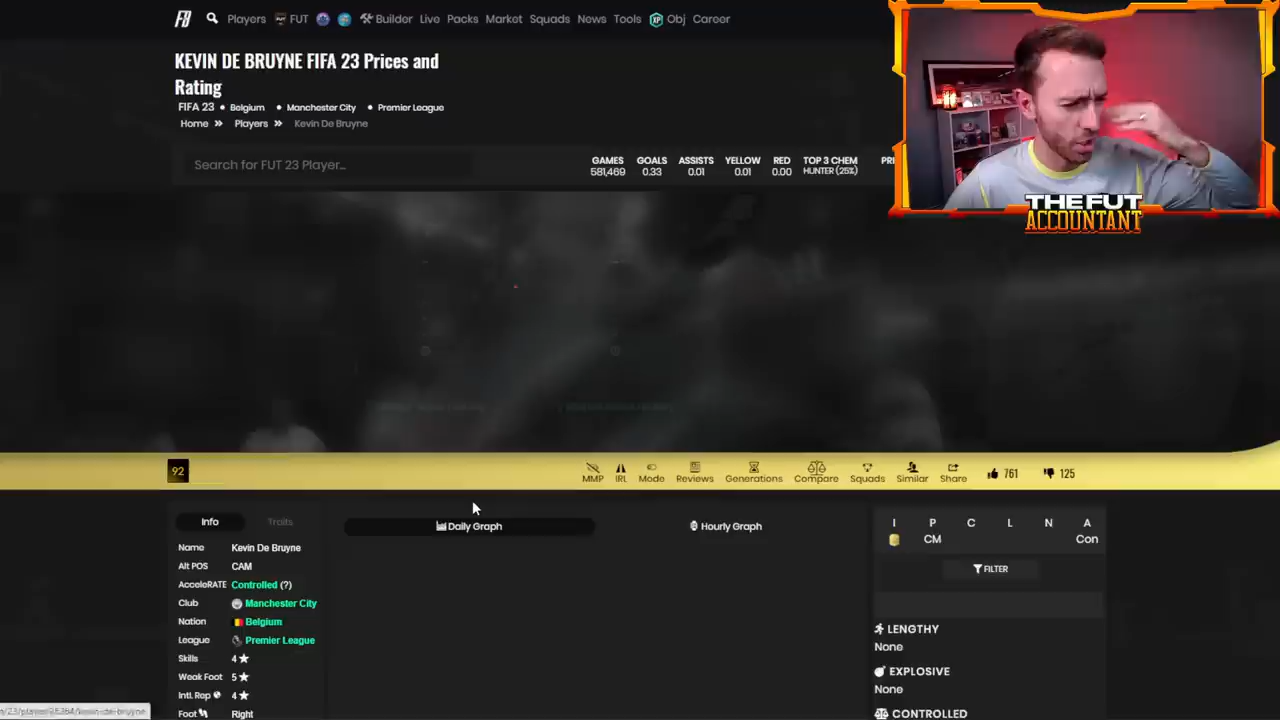 Players FUT Builder Live Packs Market Squads News Tools XP Obj Career
KEVIN DE BRUYNE FIFA 23 Prices and
Rating
FIFA 23 • Belgium • Manchester City • Premier League
Home » Players » Kevin De Bruyne
Search for FUT 23 Player...
GAMES GOALS ASSISTS YELLOW RED TOP 3 CHEM
581,469 0.33 0.01 0.01 0.00 HUNTER (25%)
THE FUT
ACCOUNTANT
92
MMP IRL Mode Reviews Generations Compare Squads Similar Share 761 125
Info Traits
Daily Graph
Hourly Graph
Name Kevin De Bruyne
Alt POS CAM
AcceleRATE Controlled (?)
Club Manchester City
Nation Belgium
League Premier League
Skills 4★
Weak Foot 5★
Intl. Rep 4★
Foot Right
I P C L N A
CM Con
FILTER
LENGTHY
None
EXPLOSIVE
None
CONTROLLED